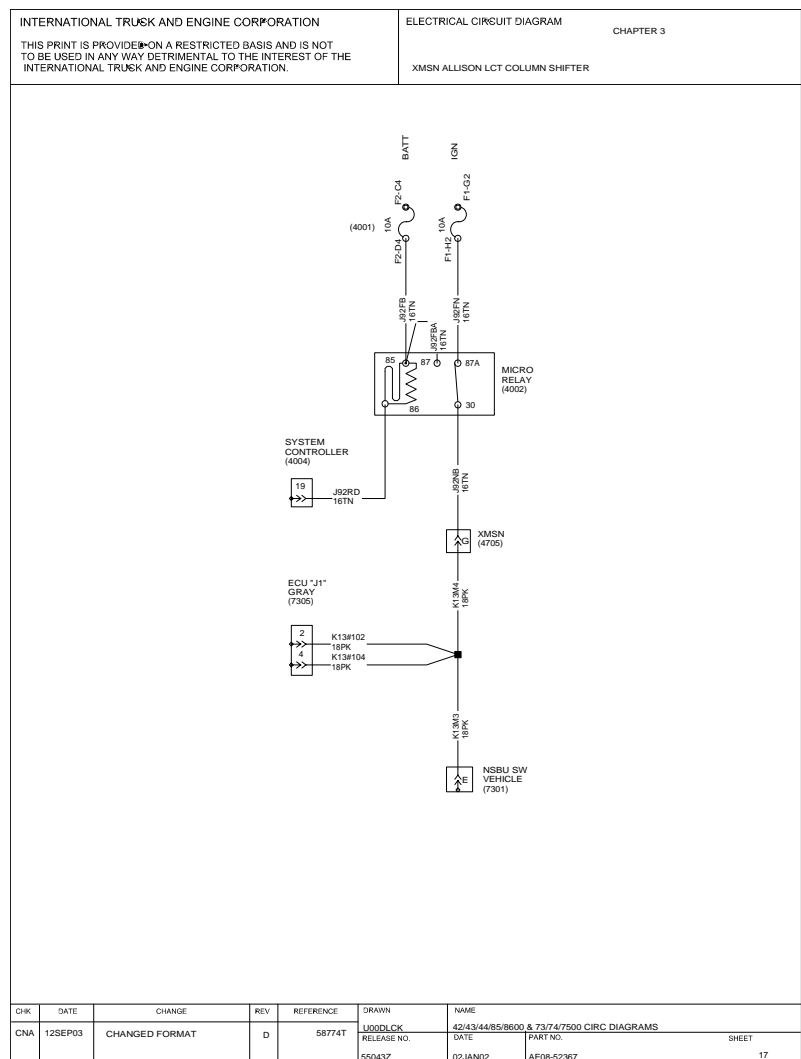 INTERNATIONAL TRUCK AND ENGINE CORPORATION
THIS PRINT IS PROVIDED ON A RESTRICTED BASIS AND IS NOT
TO BE USED IN ANY WAY DETRIMENTAL TO THE INTEREST OF THE
INTERNATIONAL TRUCK AND ENGINE CORPORATION.
ELECTRICAL CIRCUIT DIAGRAM
CHAPTER 3
XMSN ALLISON LCT COLUMN SHIFTER
BATT
IGN
F2-C4
F1-G2
(4001)
10A
10A
F2-D4
F1-H2
J92FB
16TN
J92FBA
16TN
J92FN
16TN
85
87
87A
86
30
MICRO
RELAY
(4002)
SYSTEM
CONTROLLER
(4004)
19
J92RD
16TN
J92NB
16TN
G
XMSN
(4705)
K13M4
18PK
ECU "J1"
GRAY
(7305)
2
K13#102
18PK
4
K13#104
18PK
K13M3
18PK
E
NSBU SW
VEHICLE
(7301)
CHK DATE CHANGE REV REFERENCE
CNA 12SEP03 CHANGED FORMAT D 58774T
DRAWN
U00DLCK
NAME
42/43/44/85/8600 & 73/74/7500 CIRC DIAGRAMS
RELEASE NO.
55043Z
DATE
02JAN02
PART NO.
AE08-52367
SHEET
17